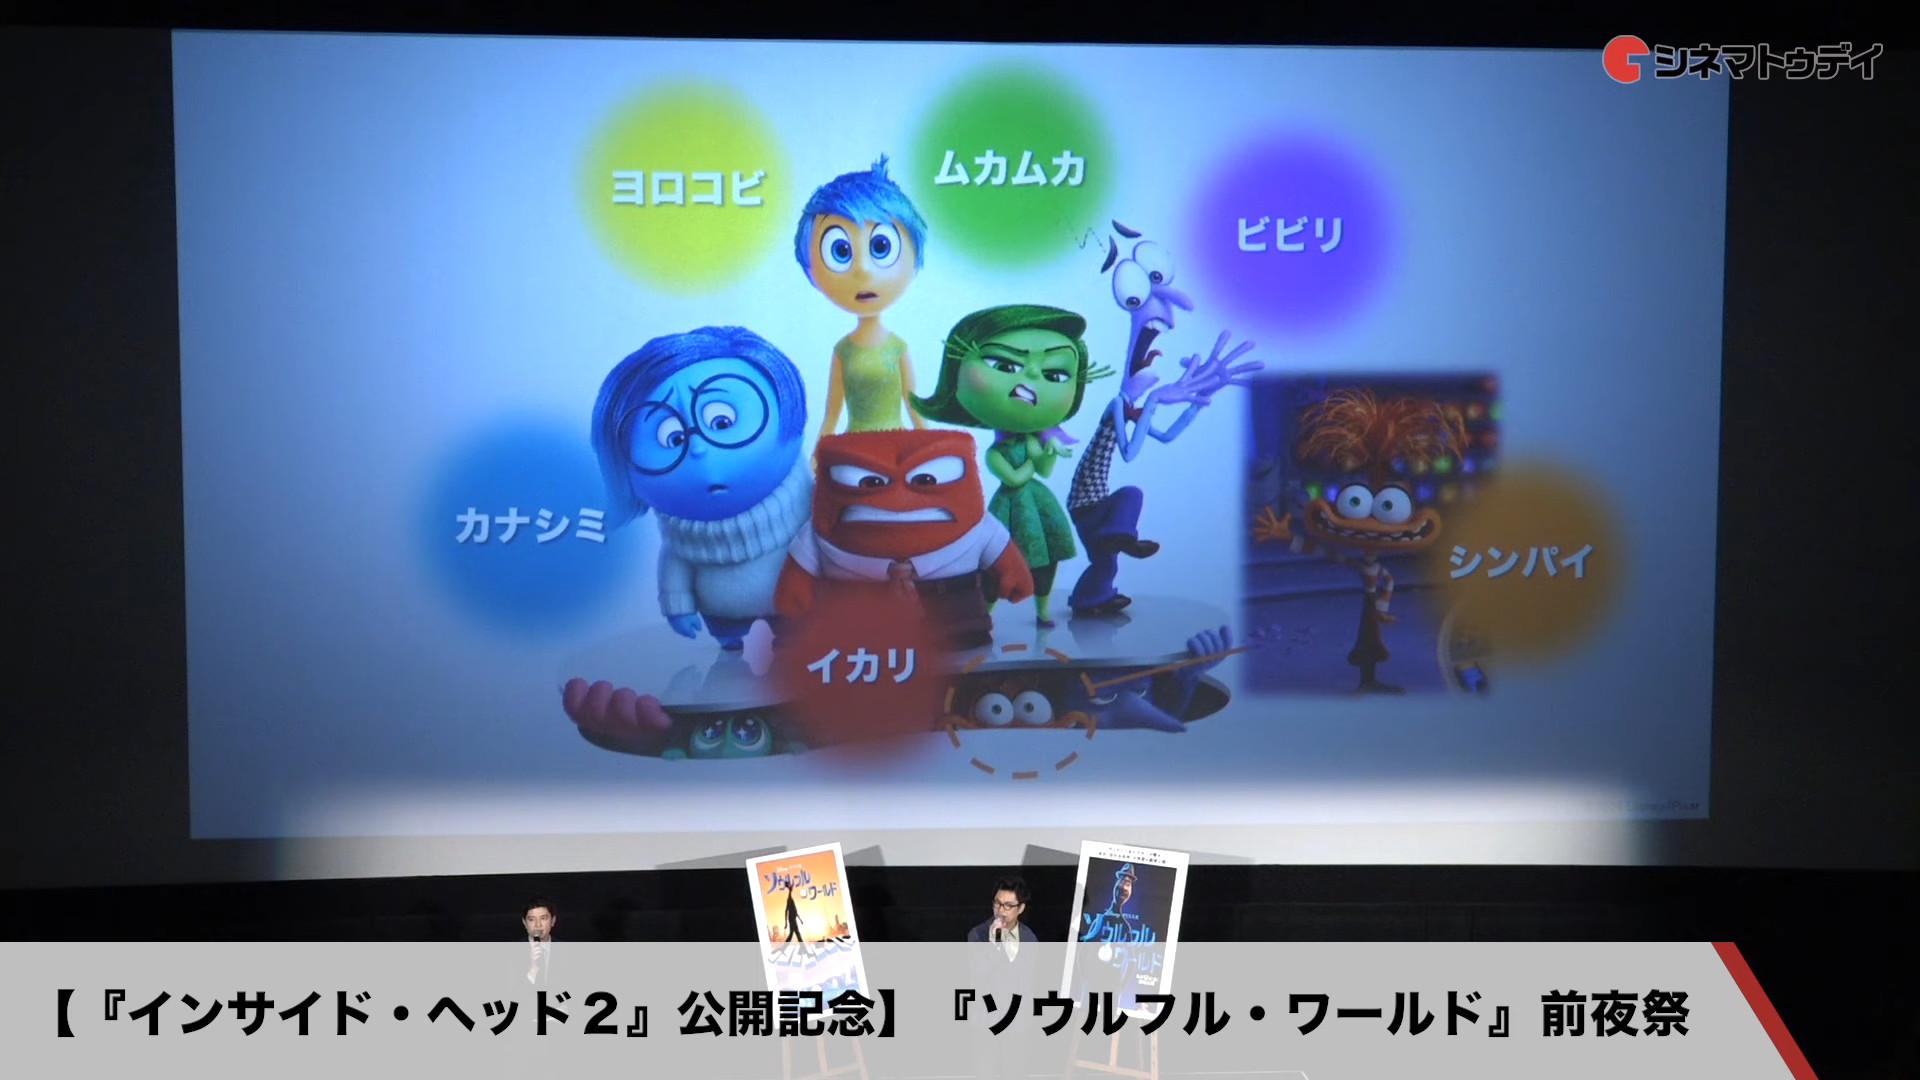 シネマトゥデイ
ヨロコビ
ムカムカ
ビビリ
カナシミ
シンパイ
イカリ
Disney/Pixar
ソウルフル
ワールド
ソウルフル
ワールド
【『インサイド・ヘッド２』公開記念】『ソウルフル・ワールド』前夜祭